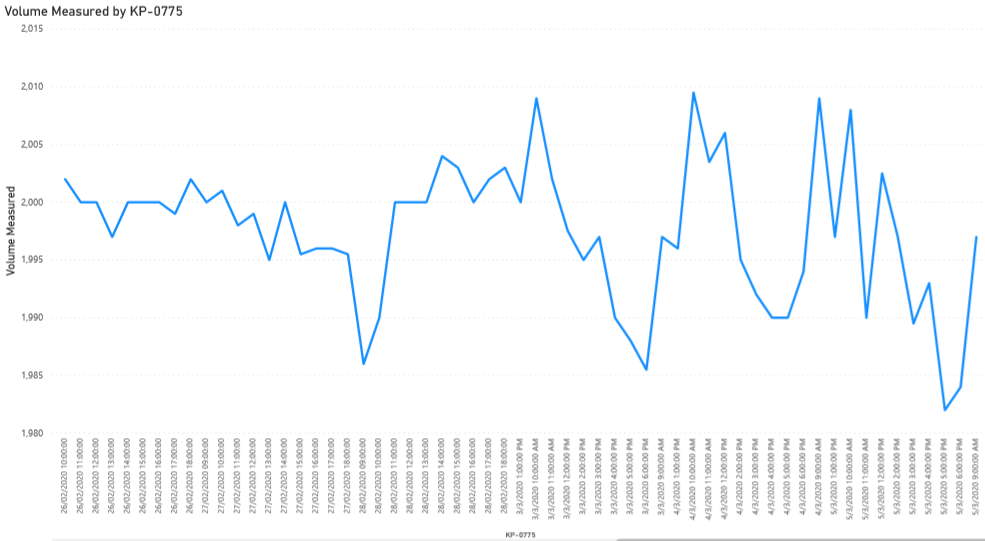 Volume Measured by KP-0775
2,015
2,010
2,005
2,000
1,995
1,990
1,985
1,980
Volume Measured
26/02/2020 10:00:00
26/02/2020 11:00:00
26/02/2020 12:00:00
26/02/2020 13:00:00
26/02/2020 14:00:00
26/02/2020 15:00:00
26/02/2020 16:00:00
26/02/2020 17:00:00
26/02/2020 18:00:00
27/02/2020 09:00:00
27/02/2020 10:00:00
27/02/2020 11:00:00
27/02/2020 12:00:00
27/02/2020 13:00:00
27/02/2020 14:00:00
27/02/2020 15:00:00
27/02/2020 16:00:00
27/02/2020 17:00:00
27/02/2020 18:00:00
28/02/2020 09:00:00
28/02/2020 10:00:00
28/02/2020 11:00:00
28/02/2020 12:00:00
28/02/2020 13:00:00
28/02/2020 14:00:00
28/02/2020 15:00:00
28/02/2020 16:00:00
28/02/2020 17:00:00
28/02/2020 18:00:00
3/3/2020 1:00:00 PM
3/3/2020 10:00:00 AM
3/3/2020 11:00:00 AM
3/3/2020 12:00:00 PM
3/3/2020 2:00:00 PM
3/3/2020 3:00:00 PM
3/3/2020 4:00:00 PM
3/3/2020 5:00:00 PM
3/3/2020 6:00:00 PM
3/3/2020 9:00:00 AM
4/3/2020 1:00:00 PM
4/3/2020 10:00:00 AM
4/3/2020 11:00:00 AM
4/3/2020 12:00:00 PM
4/3/2020 2:00:00 PM
4/3/2020 3:00:00 PM
4/3/2020 4:00:00 PM
4/3/2020 5:00:00 PM
4/3/2020 6:00:00 PM
4/3/2020 9:00:00 AM
5/3/2020 1:00:00 PM
5/3/2020 10:00:00 AM
5/3/2020 11:00:00 AM
5/3/2020 12:00:00 PM
5/3/2020 2:00:00 PM
5/3/2020 3:00:00 PM
5/3/2020 4:00:00 PM
5/3/2020 5:00:00 PM
5/3/2020 6:00:00 PM
5/3/2020 9:00:00 AM
KP-0775